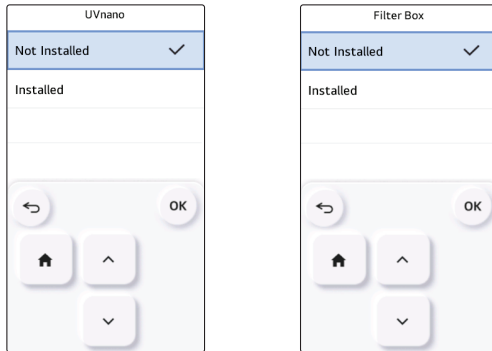 UVnano
Not Installed
Installed
OK
Filter Box
Not Installed
Installed
OK